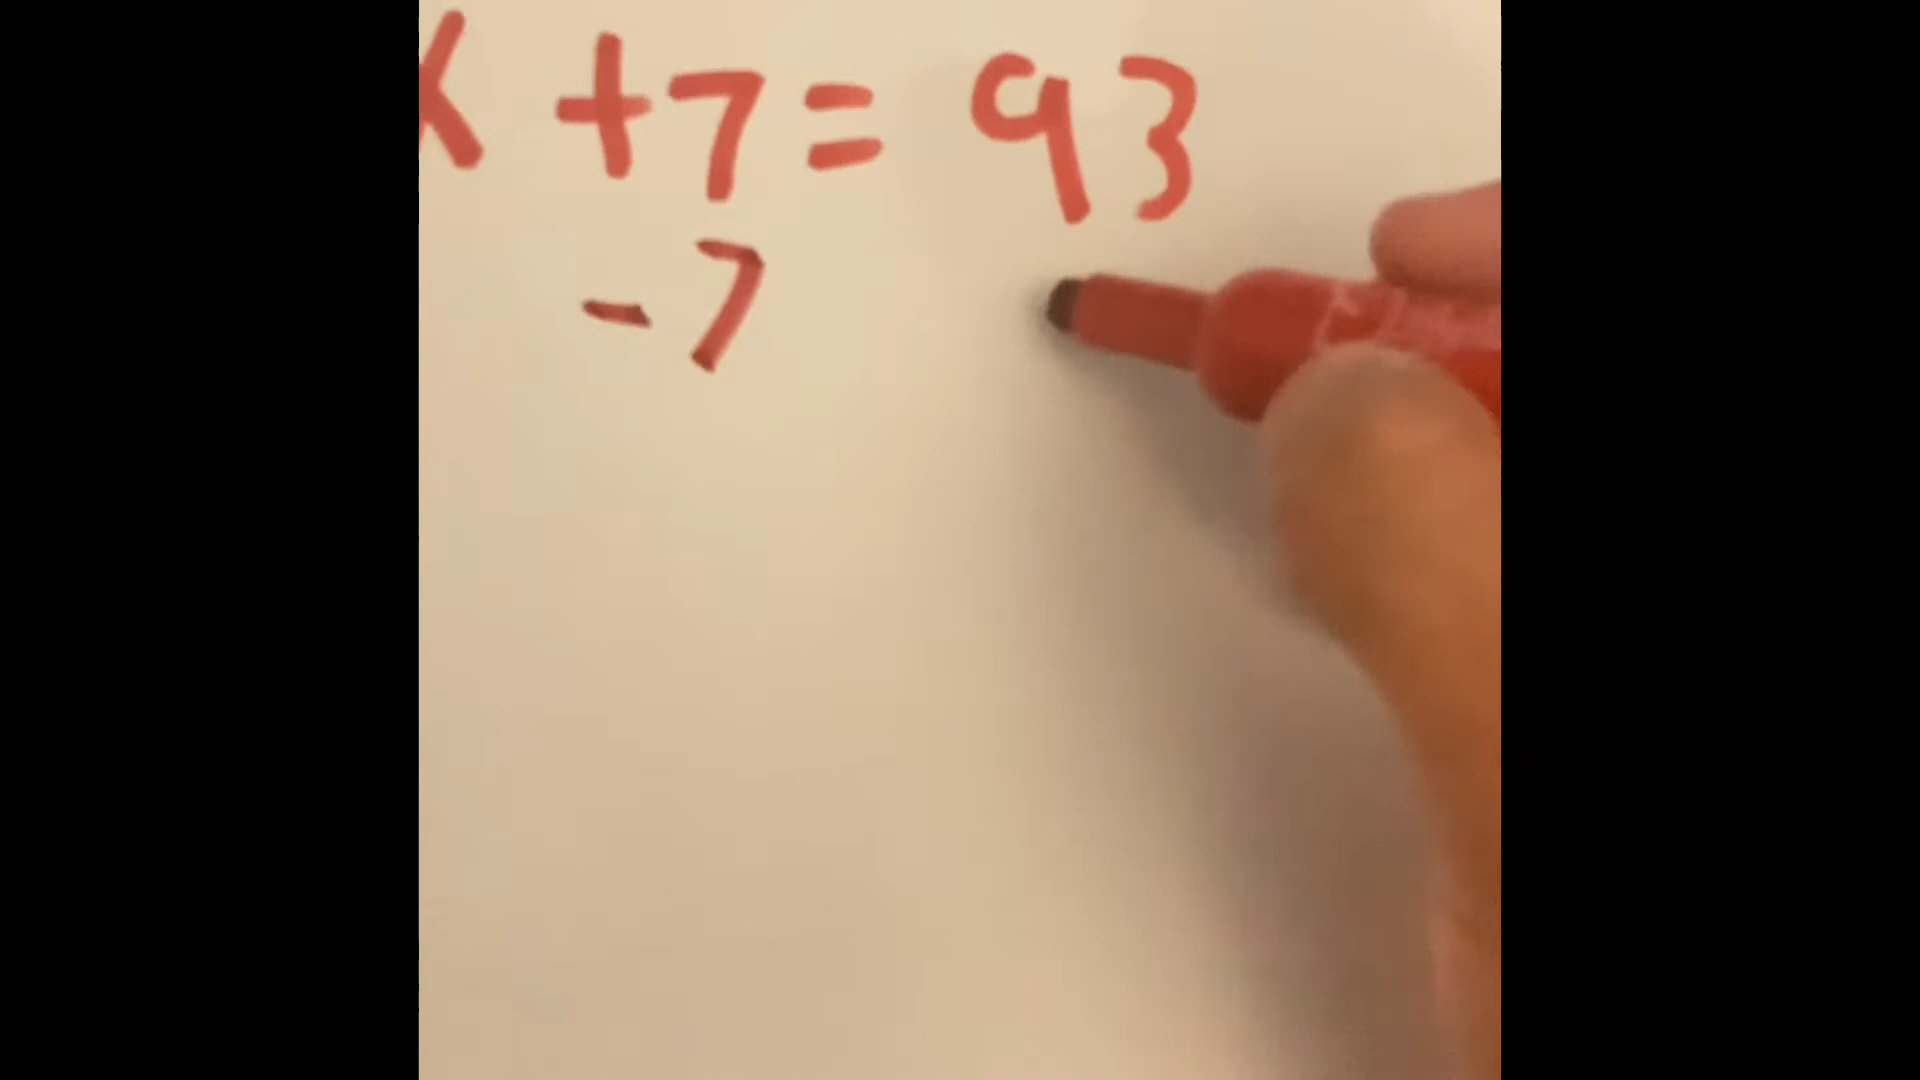 x + 7 = 93
- 7